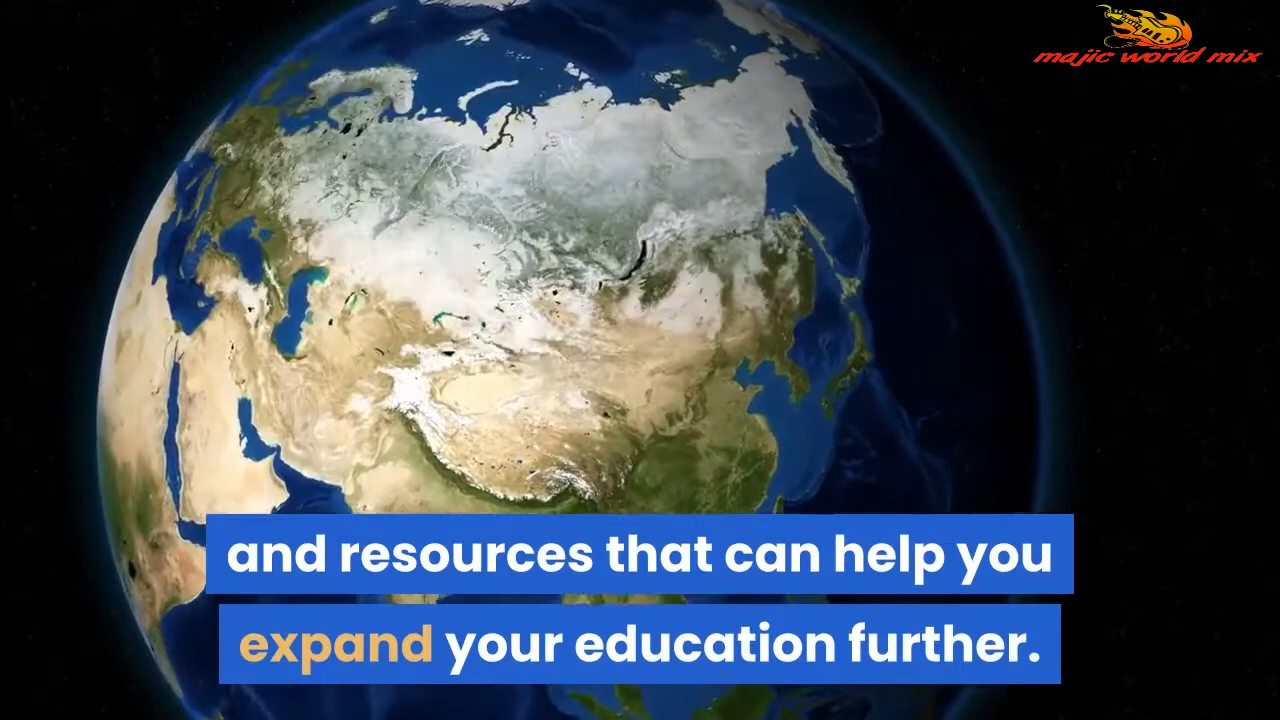 majic world mix
and resources that can help you
expand your education further.